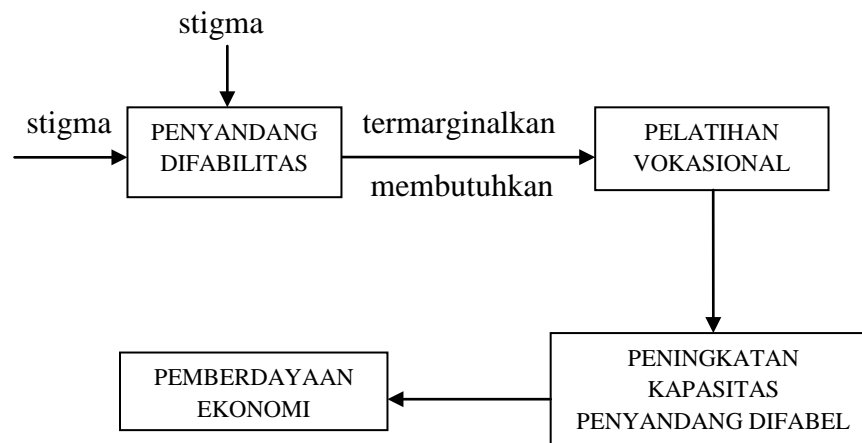 stigma
stigma
PENYANDANG
DIFABILITAS
termarginalkan
membutuhkan
PELATIHAN
VOKASIONAL
PENINGKATAN
KAPASITAS
PENYANDANG DIFABEL
PEMBERDAYAAN
EKONOMI